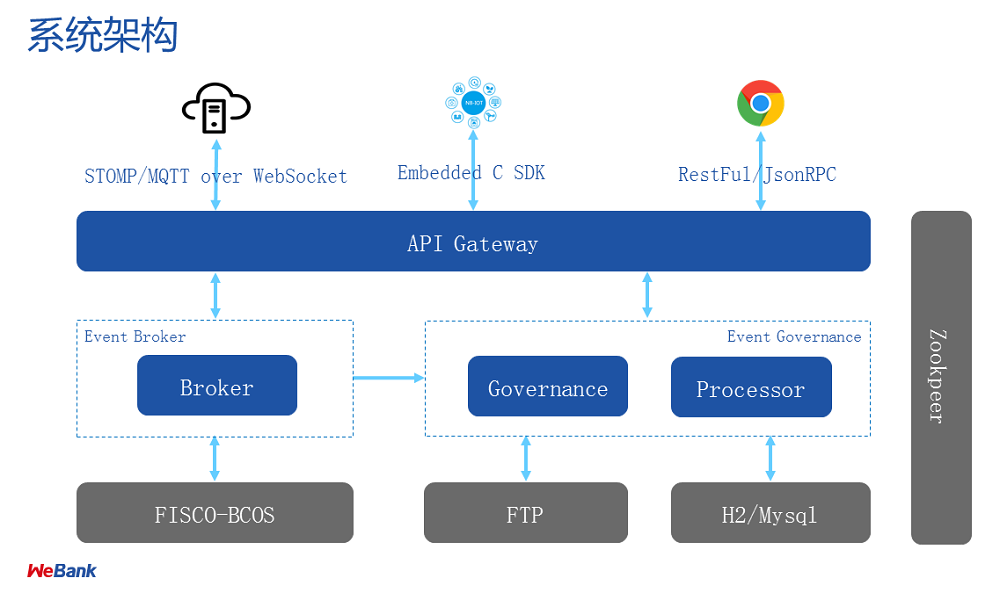 系统架构
NB-IOT
STOMP/MQTT over WebSocket
Embedded C SDK
RestFul/JsonRPC
API Gateway
Event Broker
Event Governance
Broker
Governance
Processor
Zookpeer
FISCO-BCOS
FTP
H2/Mysql
WeBank